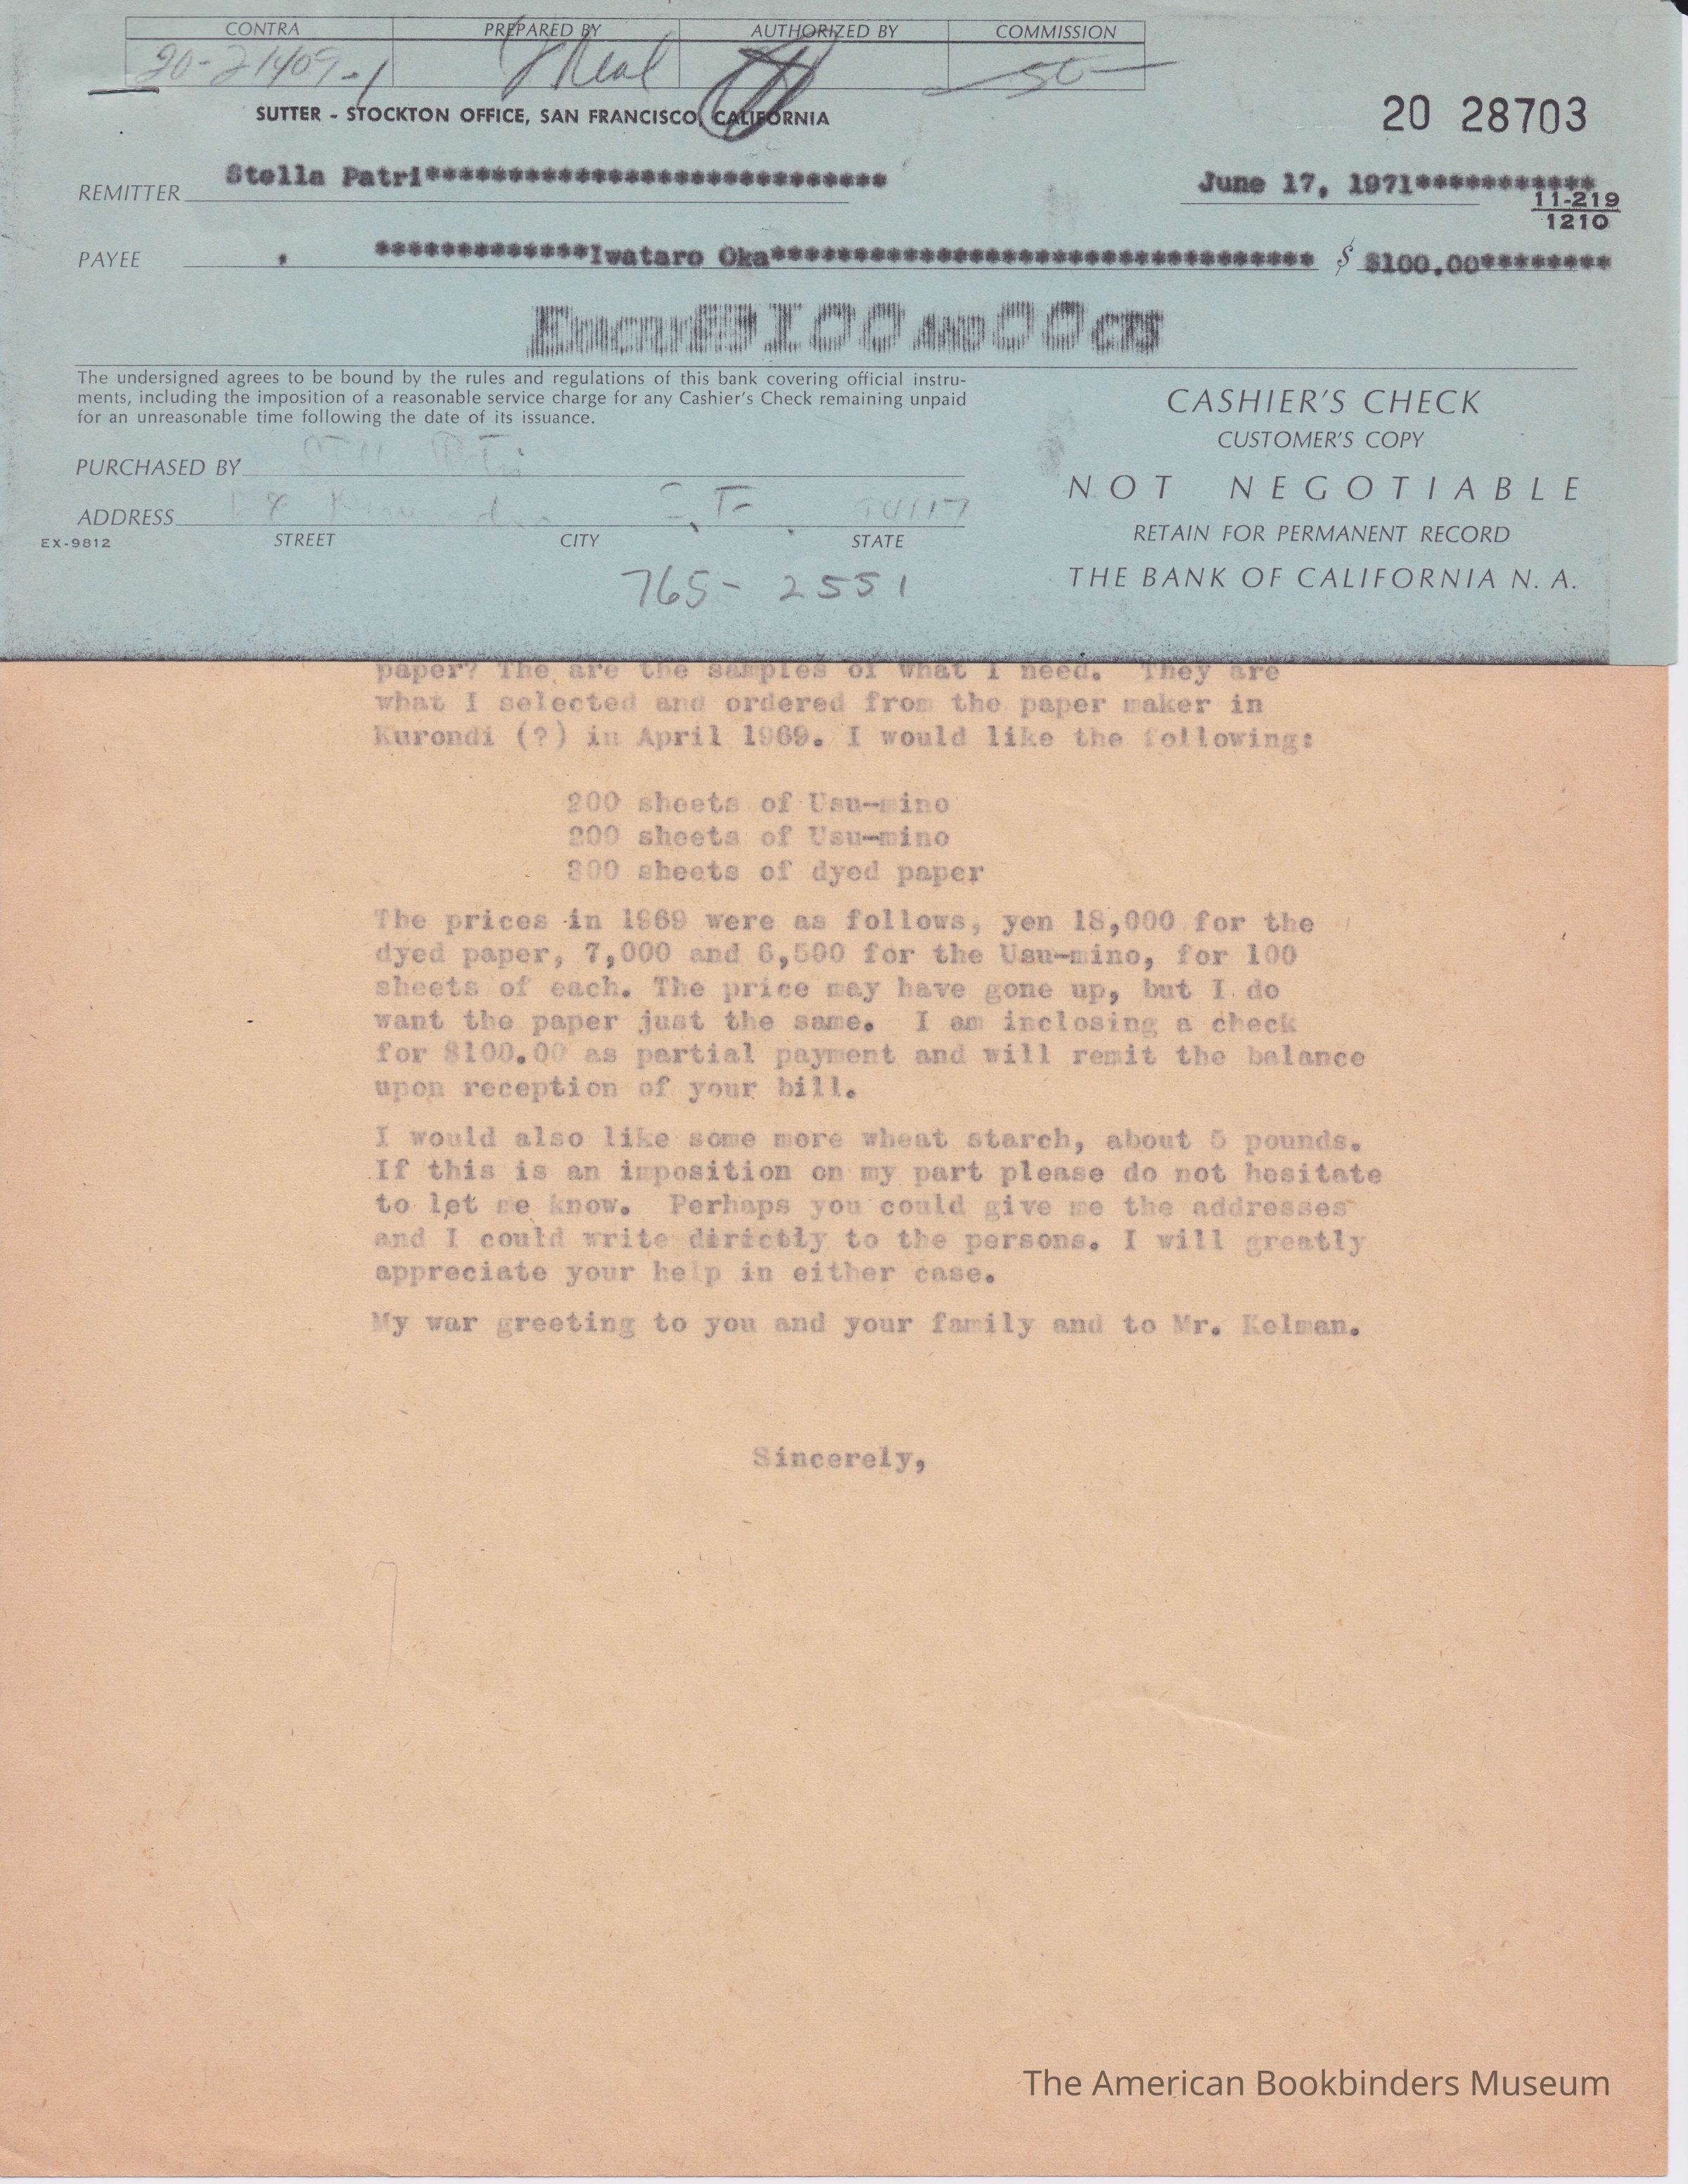 CONTRA PREPARED BY AUTHORIZED BY COMMISSION
20-21409-1 50
SUTTER - STOCKTON OFFICE, SAN FRANCISCO, CALIFORNIA
20 28703
REMITTER Stella Patri****************************** June 17, 1971***********
11-219
1210
PAYEE *************Iwataro Oka********************************* $ $100.00********
100 AND 00 CTS
The undersigned agrees to be bound by the rules and regulations of this bank covering official instru-
ments, including the imposition of a reasonable service charge for any Cashier's Check remaining unpaid
for an unreasonable time following the date of its issuance.
CASHIER'S CHECK
CUSTOMER'S COPY
NOT NEGOTIABLE
RETAIN FOR PERMANENT RECORD
THE BANK OF CALIFORNIA N. A.
PURCHASED BY
ADDRESS 94117
EX-9812 STREET CITY STATE
765-2551
paper? The are the samples of what I need. They are
what I selected and ordered from the paper maker in
Kurondi (?) in April 1969. I would like the following:
200 sheets of Usu-mino
200 sheets of Usu-mino
300 sheets of dyed paper
The prices in 1969 were as follows, yen 18,000 for the
dyed paper, 7,000 and 6,500 for the Usu-mino, for 100
sheets of each. The price may have gone up, but I do
want the paper just the same. I am inclosing a check
for $100.00 as partial payment and will remit the balance
upon reception of your bill.
I would also like some more wheat starch, about 5 pounds.
If this is an imposition on my part please do not hesitate
to let me know. Perhaps you could give me the addresses
and I could write dirictly to the persons. I will greatly
appreciate your help in either case.
My war greeting to you and your family and to Mr. Kelman.
Sincerely,
The American Bookbinders Museum